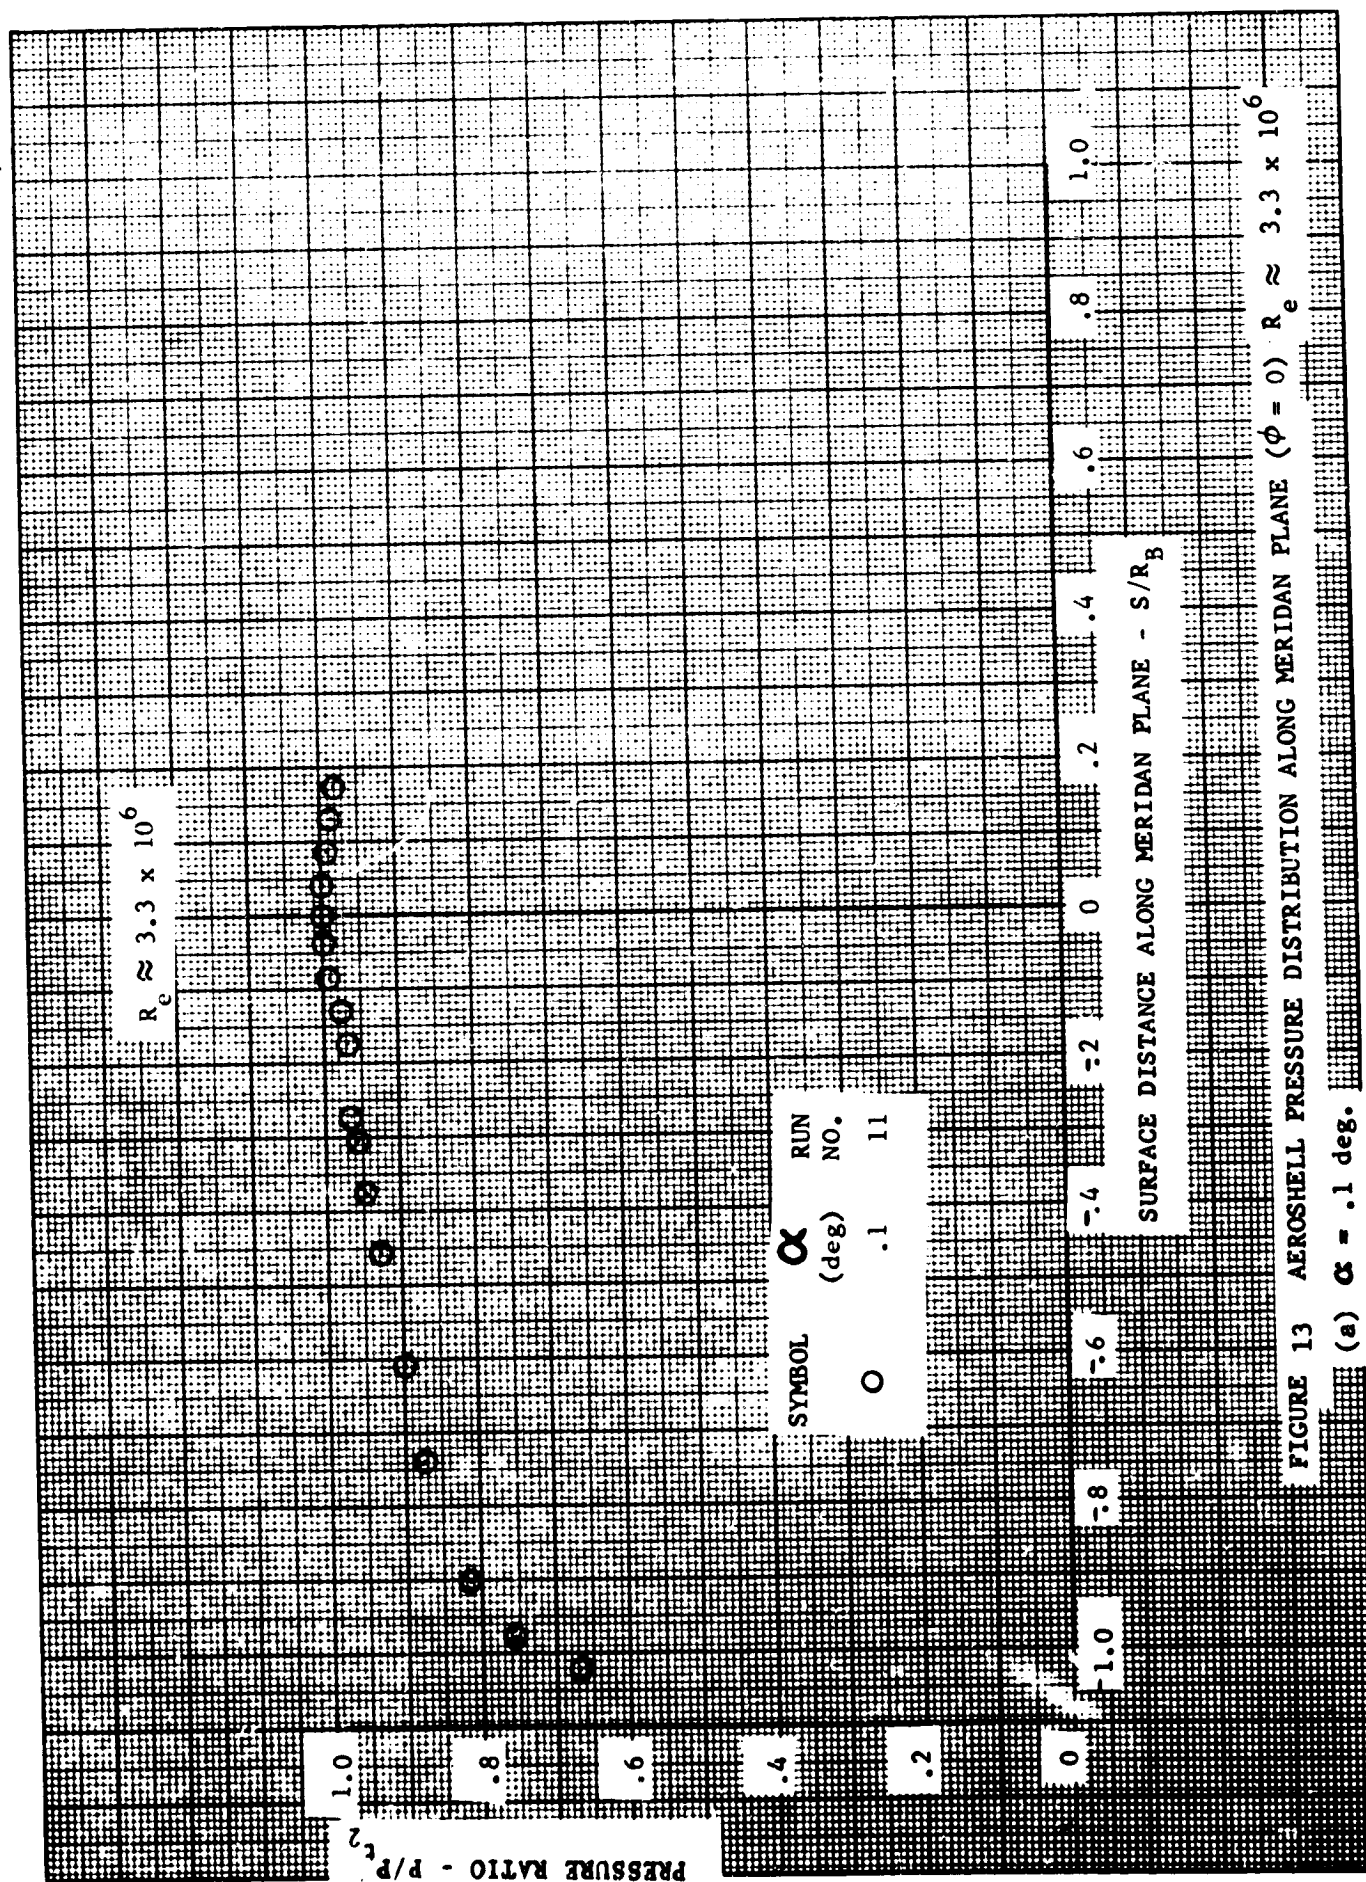 R_e ≈ 3.3 x 10^6
PRESSURE RATIO - P/P_t_2
1.0
.8
.6
.4
.2
0
SYMBOL α RUN
(deg) NO.
O .1 11
-1.0 -.8 -.6 -.4 -.2 0 .2 .4 .6 .8 1.0
SURFACE DISTANCE ALONG MERIDAN PLANE - S/R_B
FIGURE 13 AEROSHELL PRESSURE DISTRIBUTION ALONG MERIDAN PLANE (φ = 0) R_e ≈ 3.3 x 10^6
(a) α = .1 deg.